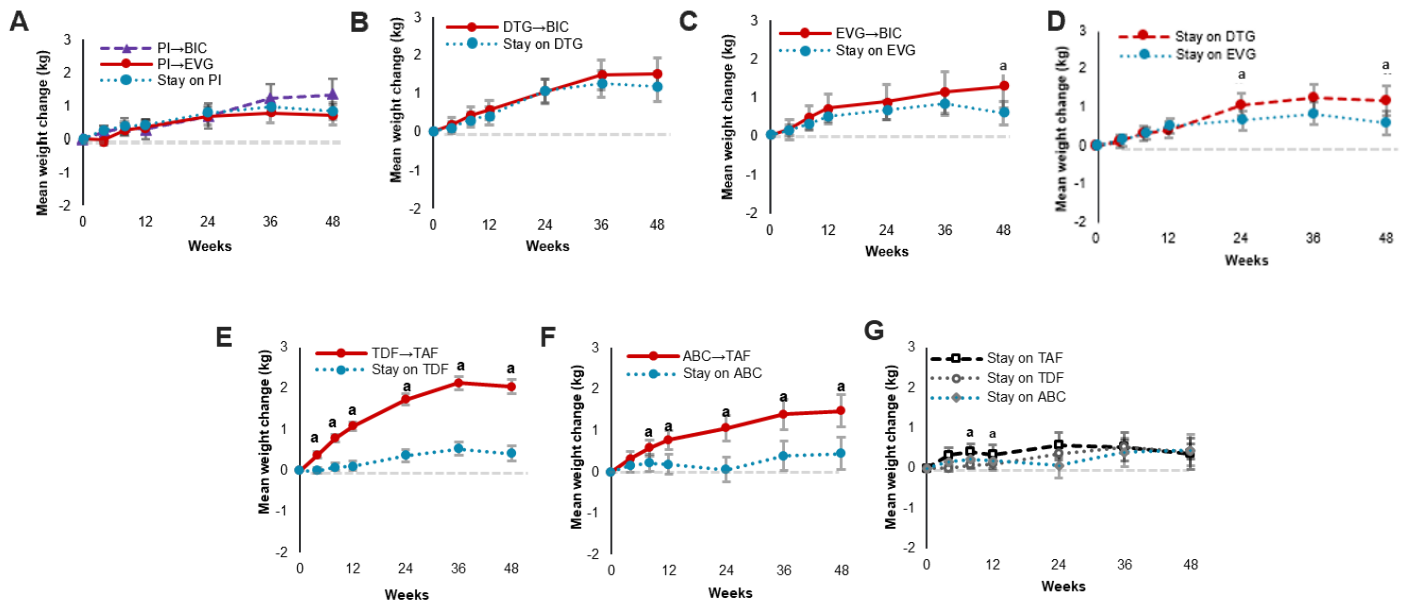 A
Mean weight change (kg)
3
2
1
0
-1
-2
PI→BIC
PI→EVG
Stay on PI
0 12 24 36 48
Weeks
B
Mean weight change (kg)
3
2
1
0
-1
-2
DTG→BIC
Stay on DTG
0 12 24 36 48
Weeks
C
Mean weight change (kg)
3
2
1
0
-1
-2
EVG→BIC
Stay on EVG
a
0 12 24 36 48
Weeks
D
Mean weight change (kg)
3
2
1
0
-1
-2
Stay on DTG
Stay on EVG
a a
0 12 24 36 48
Weeks
E
Mean weight change (kg)
3
2
1
0
-1
-2
TDF→TAF
Stay on TDF
a a a a a a
0 12 24 36 48
Weeks
F
Mean weight change (kg)
3
2
1
0
-1
-2
ABC→TAF
Stay on ABC
a a a a a
0 12 24 36 48
Weeks
G
Mean weight change (kg)
3
2
1
0
-1
-2
Stay on TAF
Stay on TDF
Stay on ABC
a a
0 12 24 36 48
Weeks